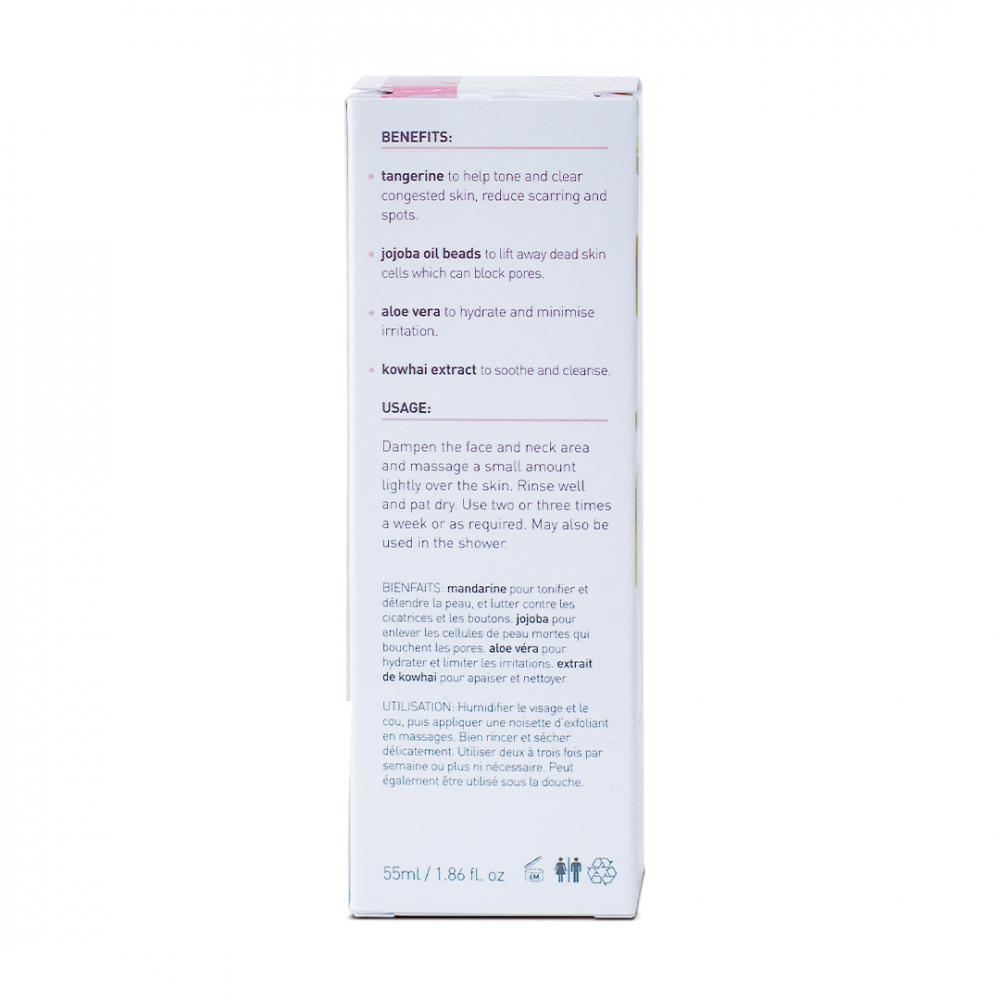 BENEFITS:
• tangerine to help tone and clear
congested skin, reduce scarring and
spots.
• jojoba oil beads to lift away dead skin
cells which can block pores.
• aloe vera to hydrate and minimise
irritation.
• kowhai extract to soothe and cleanse.
USAGE:
Dampen the face and neck area
and massage a small amount
lightly over the skin. Rinse well
and pat dry. Use two or three times
a week or as required. May also be
used in the shower.
BIENFAITS: mandarine pour tonifier et
détendre la peau, et lutter contre les
cicatrices et les boutons. jojoba pour
enlever les cellules de peau mortes qui
bouchent les pores. aloe véra pour
hydrater et limiter les irritations. extrait
de kowhai pour apaiser et nettoyer.
UTILISATION: Humidifier le visage et le
cou, puis appliquer une noisette d'exfoliant
en massages. Bien rincer et sécher
délicatement. Utiliser deux à trois fois par
semaine ou plus ni nécessaire. Peut
également être utilisé sous la douche.
55ml / 1.86 fl. oz 6M